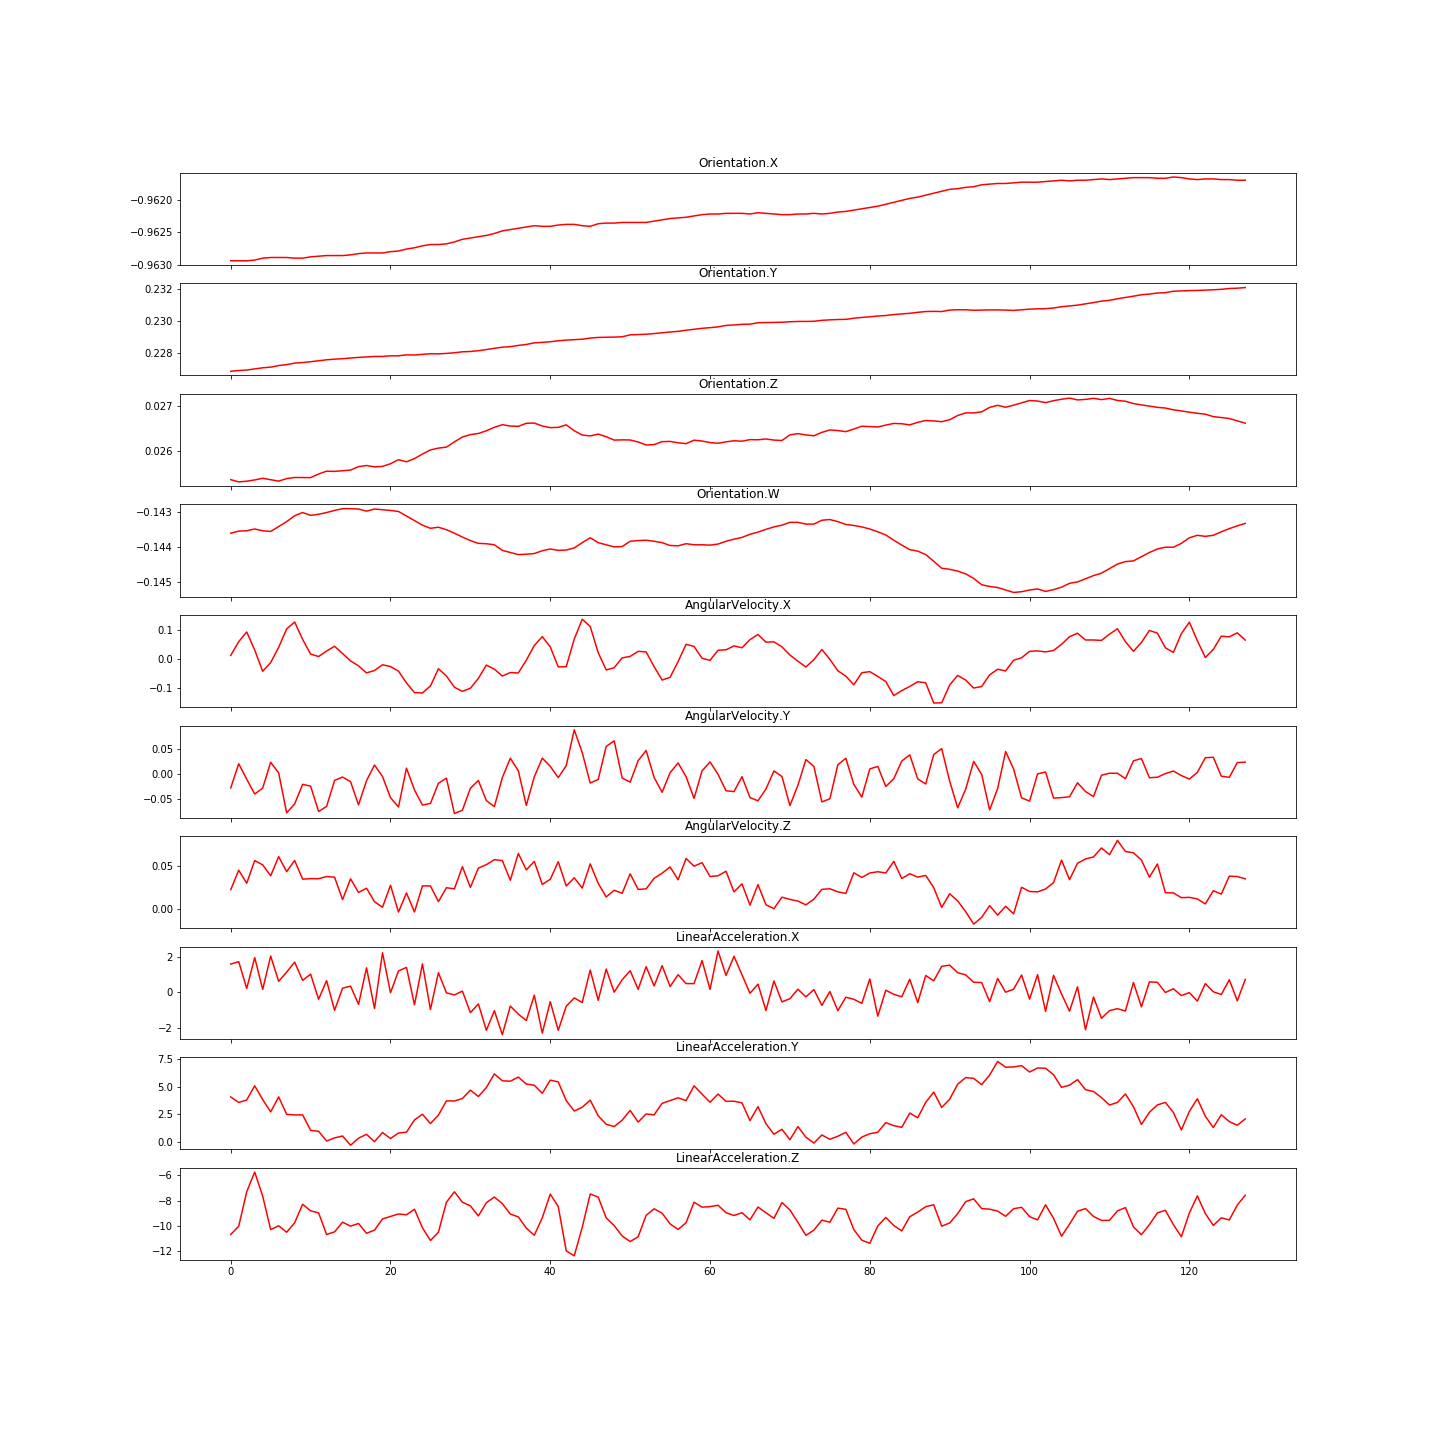 Orientation.X
−0.9620
−0.9625
−0.9630
Orientation.Y
0.232
0.230
0.228
Orientation.Z
0.027
0.026
Orientation.W
−0.143
−0.144
−0.145
AngularVelocity.X
0.1
0.0
−0.1
AngularVelocity.Y
0.05
0.00
−0.05
AngularVelocity.Z
0.05
0.00
LinearAcceleration.X
2
0
−2
LinearAcceleration.Y
7.5
5.0
2.5
0.0
LinearAcceleration.Z
−6
−8
−10
−12
0 20 40 60 80 100 120